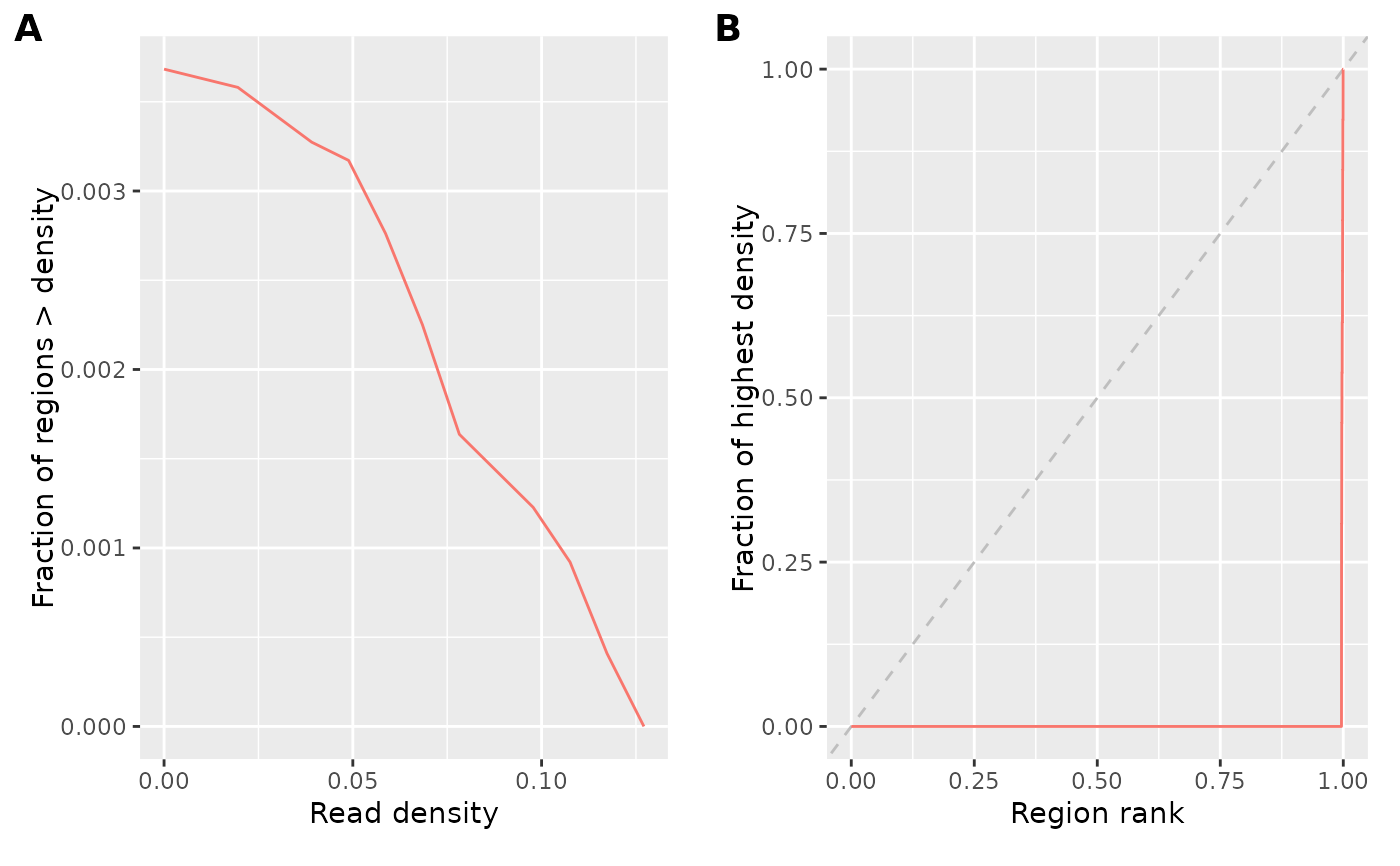 A
Fraction of regions > density
0.003
0.002
0.001
0.000
0.00 0.05 0.10
Read density
B
Fraction of highest density
1.00
0.75
0.50
0.25
0.00
0.00 0.25 0.50 0.75 1.00
Region rank